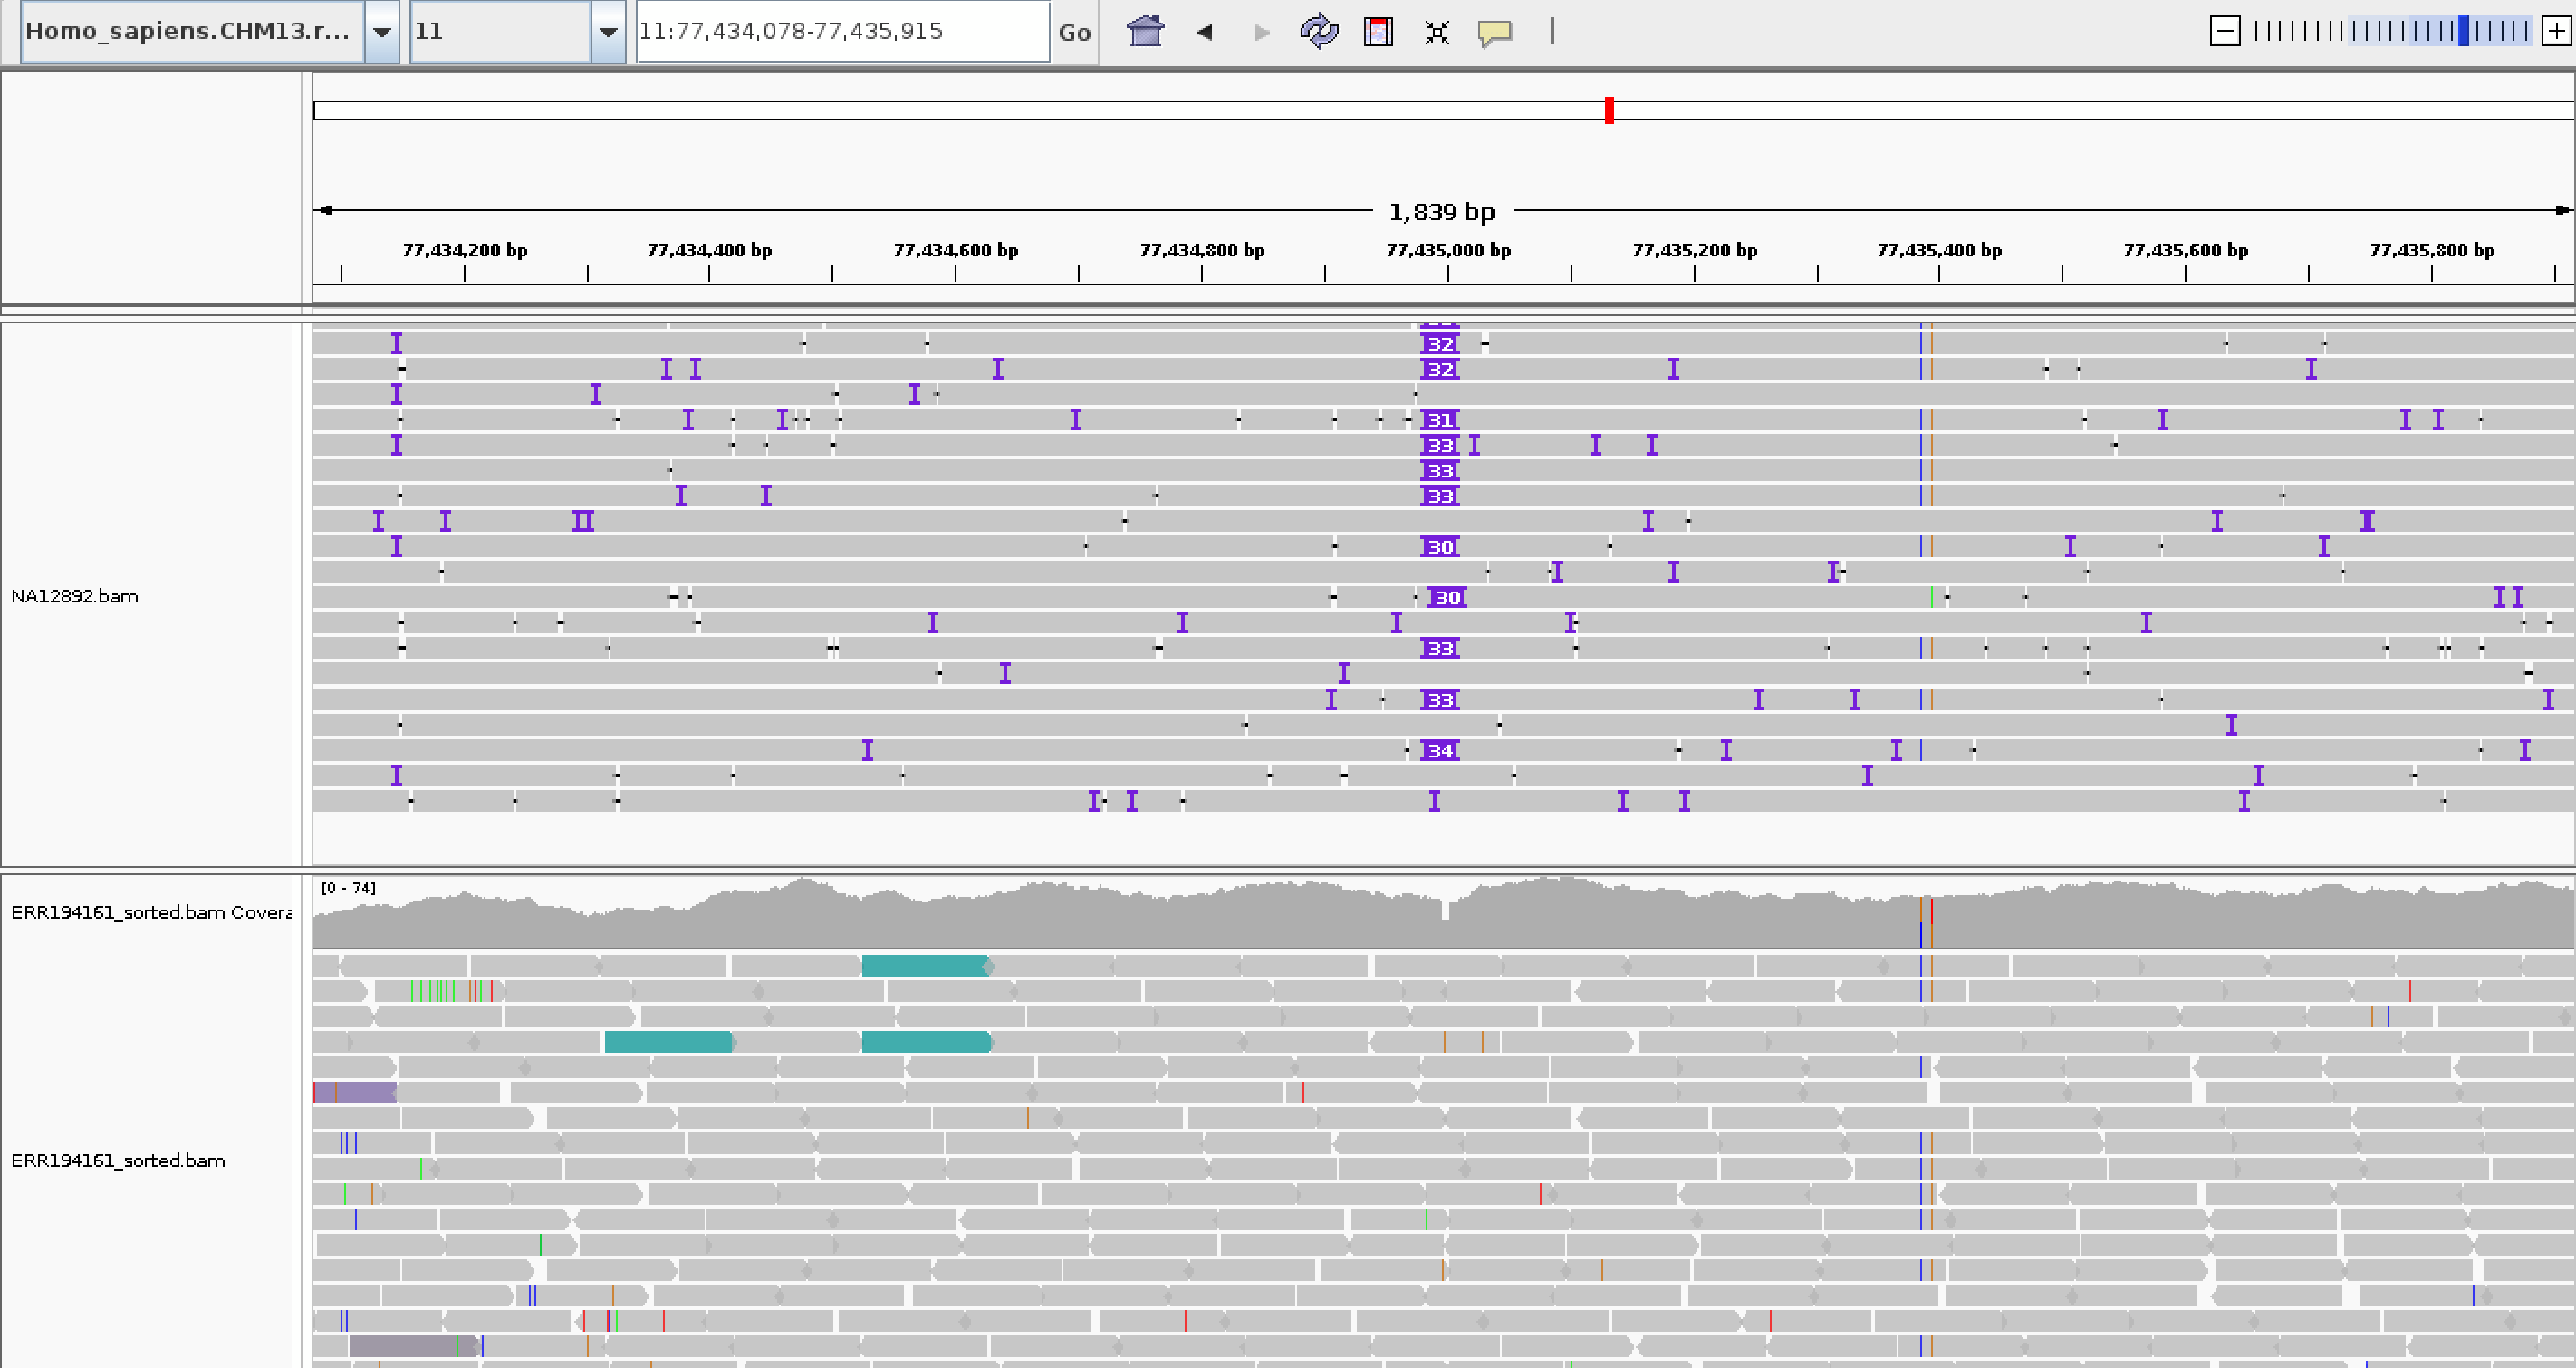 Homo_sapiens.CHM13.r... 11 11:77,434,078-77,435,915 Go
1,839 bp
77,434,200 bp 77,434,400 bp 77,434,600 bp 77,434,800 bp 77,435,000 bp 77,435,200 bp 77,435,400 bp 77,435,600 bp 77,435,800 bp
32
32
31
33
33
33
30
NA12892.bam
30
33
33
34
[0 - 74]
ERR194161_sorted.bam Covera
ERR194161_sorted.bam